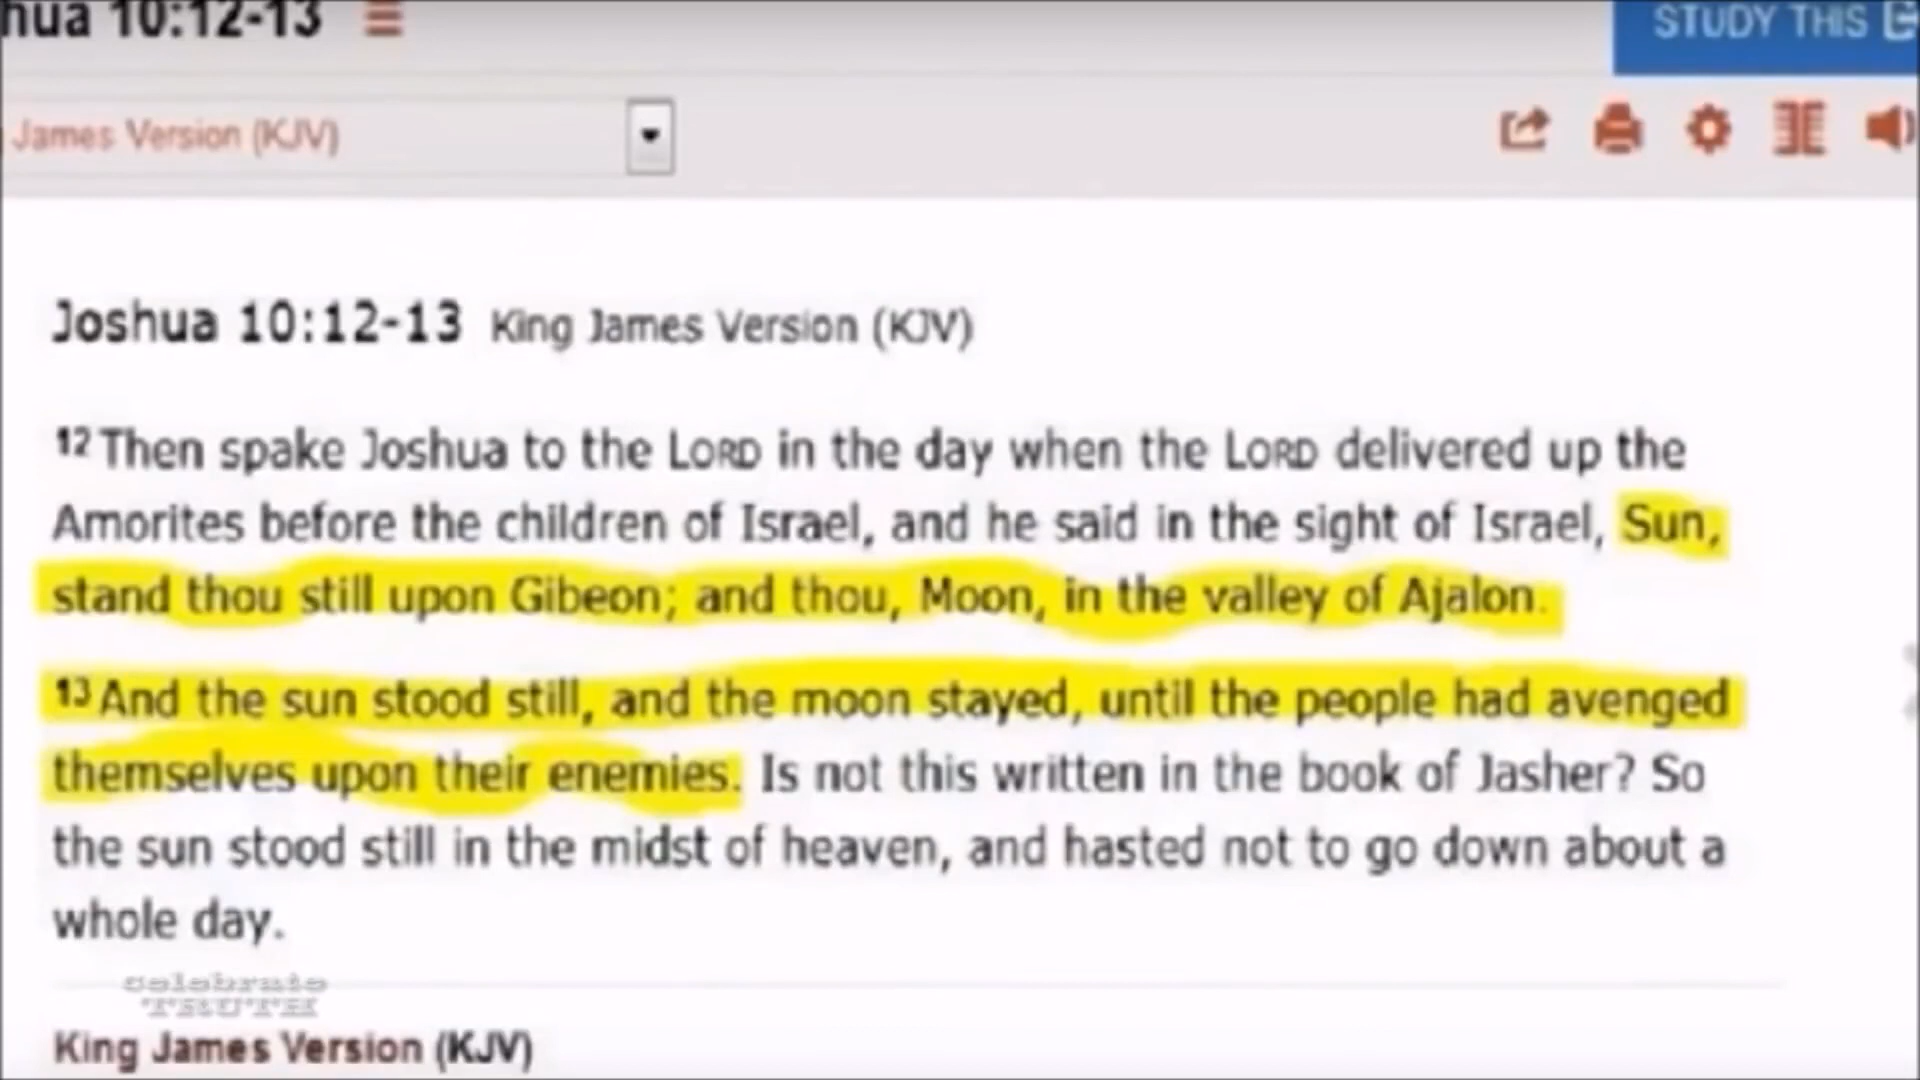 hua 10:12-13
STUDY THIS
James Version (KJV)
Joshua 10:12-13 King James Version (KJV)
12 Then spake Joshua to the LORD in the day when the LORD delivered up the
Amorites before the children of Israel, and he said in the sight of Israel, Sun,
stand thou still upon Gibeon; and thou, Moon, in the valley of Ajalon.
13 And the sun stood still, and the moon stayed, until the people had avenged
themselves upon their enemies. Is not this written in the book of Jasher? So
the sun stood still in the midst of heaven, and hasted not to go down about a
whole day.
Celebrate
TRUTH
King James Version (KJV)